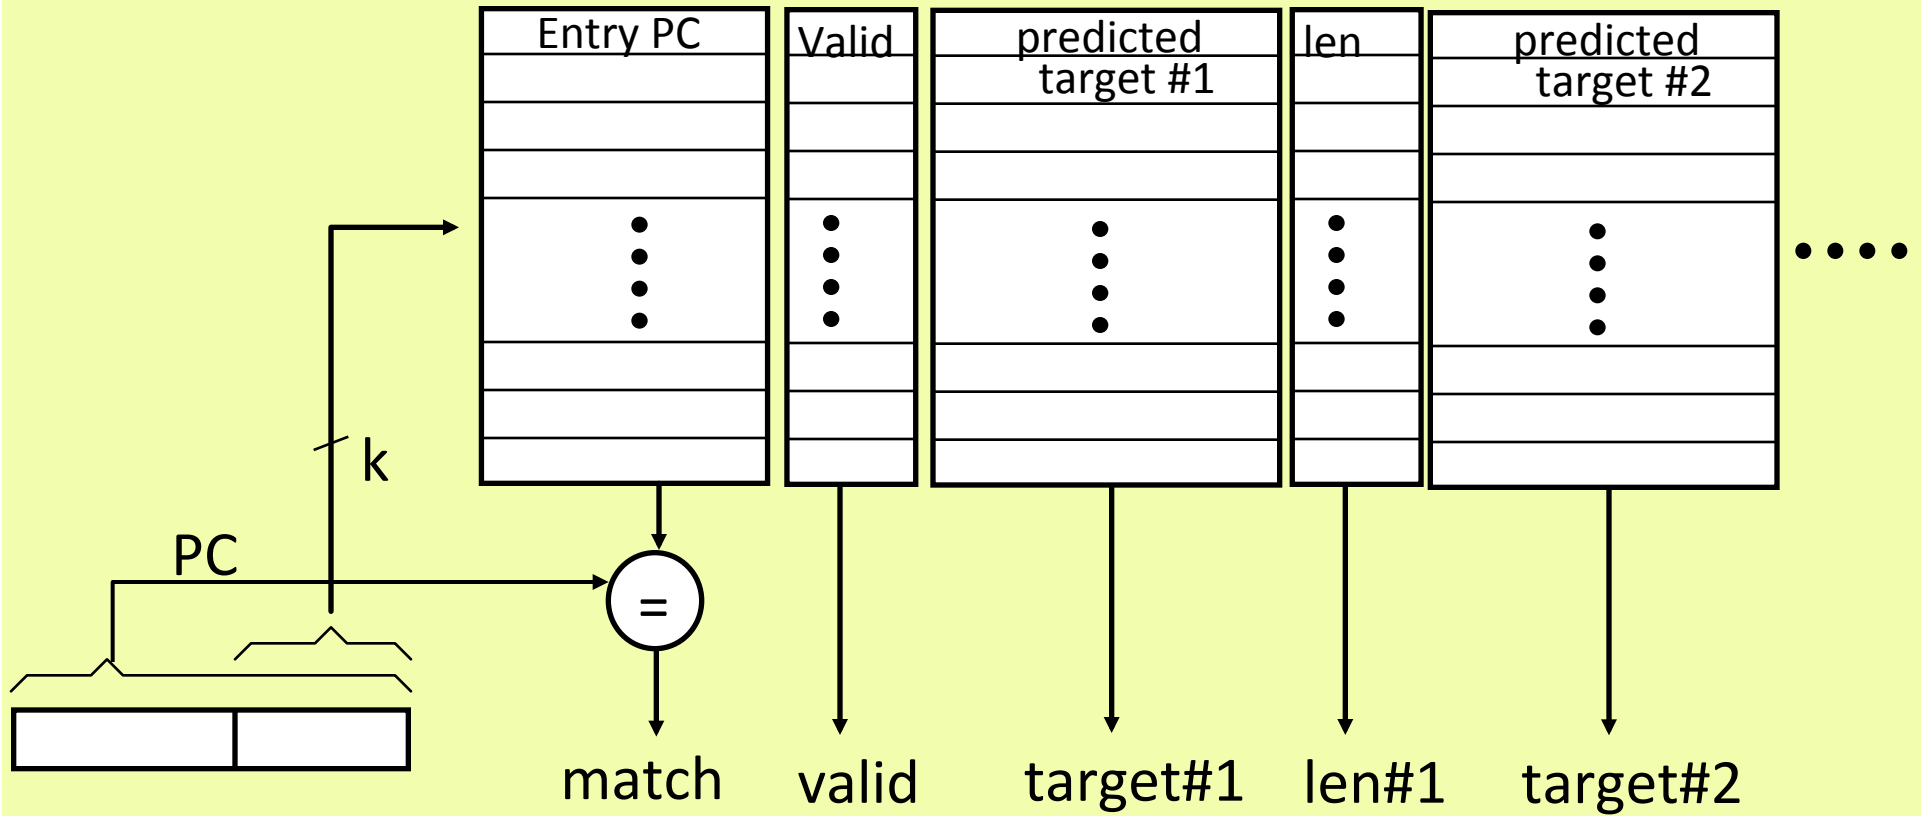 Entry PC
Valid
predicted
target #1
len
predicted
target #2
k
PC
=
match
valid
target#1
len#1
target#2